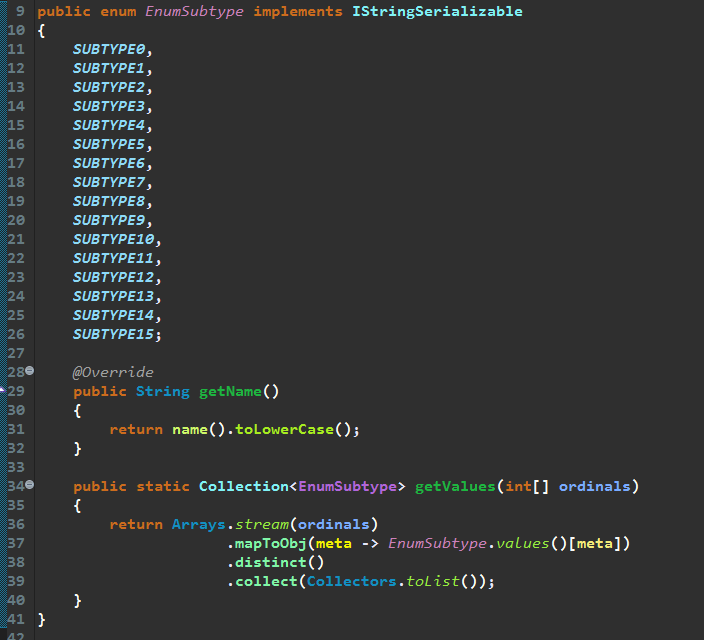 9 public enum EnumSubtype implements IStringSerializable
10 {
11     SUBTYPE0,
12     SUBTYPE1,
13     SUBTYPE2,
14     SUBTYPE3,
15     SUBTYPE4,
16     SUBTYPE5,
17     SUBTYPE6,
18     SUBTYPE7,
19     SUBTYPE8,
20     SUBTYPE9,
21     SUBTYPE10,
22     SUBTYPE11,
23     SUBTYPE12,
24     SUBTYPE13,
25     SUBTYPE14,
26     SUBTYPE15;
27
28     @Override
29     public String getName()
30     {
31         return name().toLowerCase();
32     }
33
34     public static Collection<EnumSubtype> getValues(int[] ordinals)
35     {
36         return Arrays.stream(ordinals)
37                      .mapToObj(meta -> EnumSubtype.values()[meta])
38                      .distinct()
39                      .collect(Collectors.toList());
40     }
41 }
42